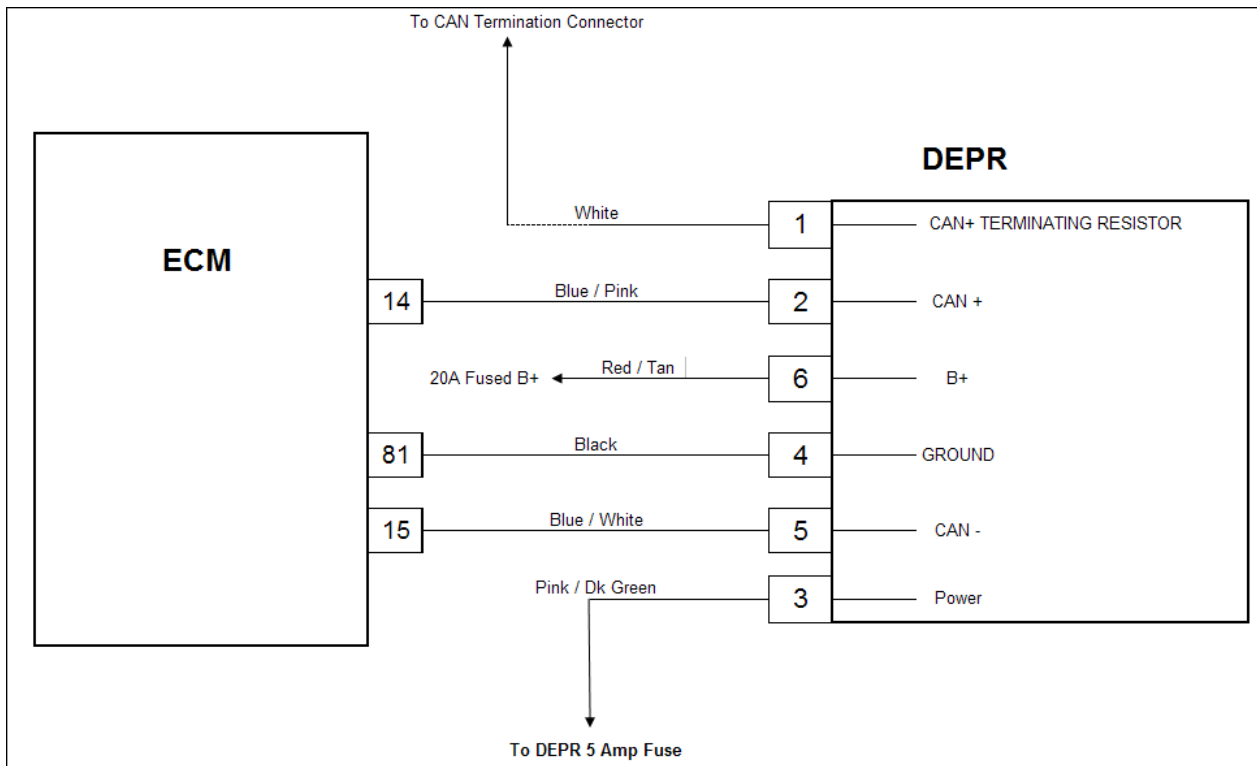 To CAN Termination Connector
DEPR
White
1
CAN+ TERMINATING RESISTOR
ECM
14
Blue / Pink
2
CAN +
20A Fused B+
Red / Tan
6
B+
81
Black
4
GROUND
15
Blue / White
5
CAN -
Pink / Dk Green
3
Power
To DEPR 5 Amp Fuse